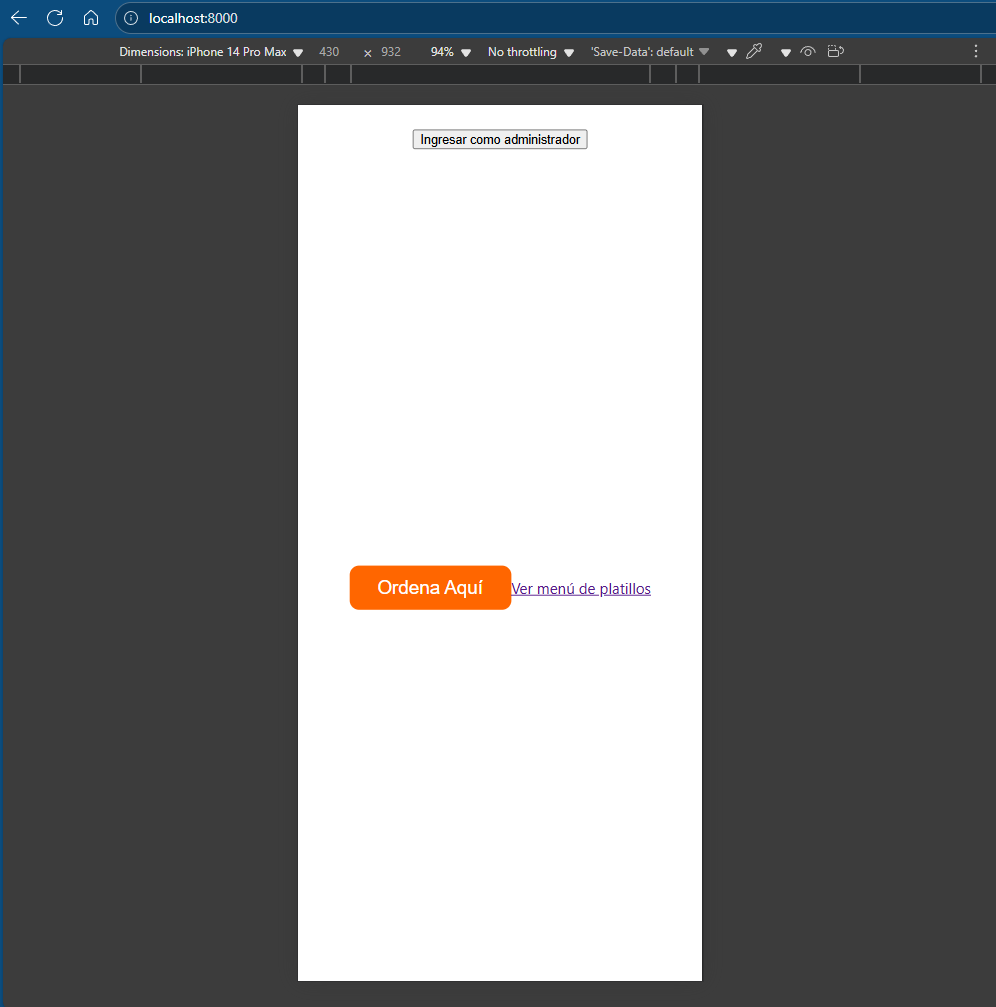 localhost:8000
Dimensions: iPhone 14 Pro Max 430 × 932 94% No throttling 'Save-Data': default
Ingresar como administrador
Ordena Aquí Ver menú de platillos